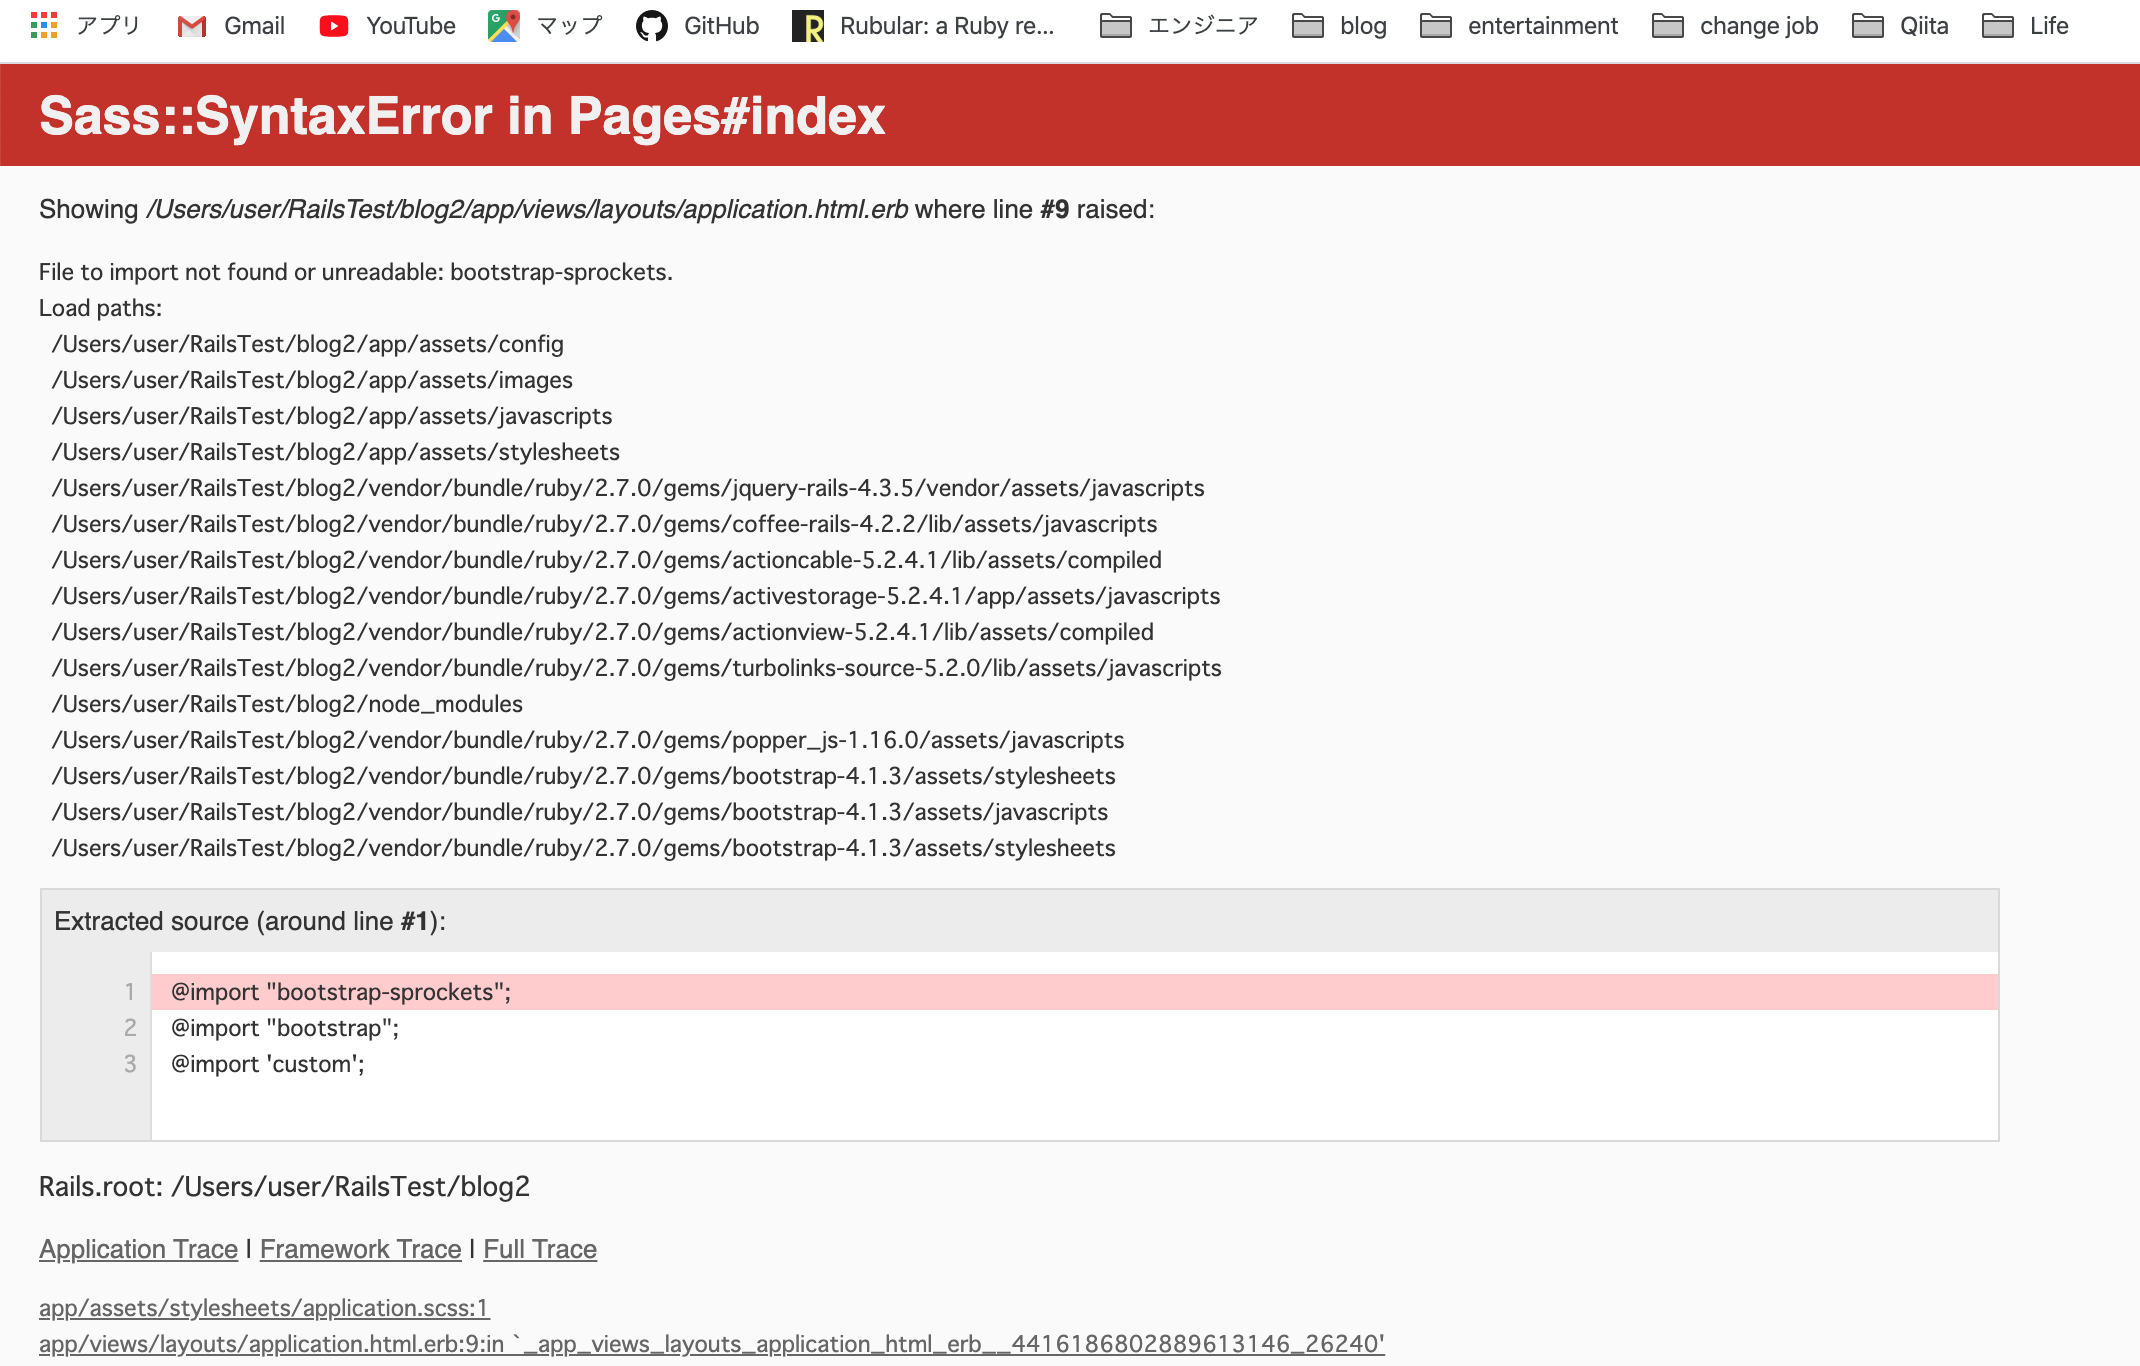 アプリ Gmail YouTube マップ GitHub Rubular: a Ruby re... エンジニア blog entertainment change job Qiita Life
Sass::SyntaxError in Pages#index
Showing /Users/user/RailsTest/blog2/app/views/layouts/application.html.erb where line #9 raised:
File to import not found or unreadable: bootstrap-sprockets.
Load paths:
/Users/user/RailsTest/blog2/app/assets/config
/Users/user/RailsTest/blog2/app/assets/images
/Users/user/RailsTest/blog2/app/assets/javascripts
/Users/user/RailsTest/blog2/app/assets/stylesheets
/Users/user/RailsTest/blog2/vendor/bundle/ruby/2.7.0/gems/jquery-rails-4.3.5/vendor/assets/javascripts
/Users/user/RailsTest/blog2/vendor/bundle/ruby/2.7.0/gems/coffee-rails-4.2.2/lib/assets/javascripts
/Users/user/RailsTest/blog2/vendor/bundle/ruby/2.7.0/gems/actioncable-5.2.4.1/lib/assets/compiled
/Users/user/RailsTest/blog2/vendor/bundle/ruby/2.7.0/gems/activestorage-5.2.4.1/app/assets/javascripts
/Users/user/RailsTest/blog2/vendor/bundle/ruby/2.7.0/gems/actionview-5.2.4.1/lib/assets/compiled
/Users/user/RailsTest/blog2/vendor/bundle/ruby/2.7.0/gems/turbolinks-source-5.2.0/lib/assets/javascripts
/Users/user/RailsTest/blog2/node_modules
/Users/user/RailsTest/blog2/vendor/bundle/ruby/2.7.0/gems/popper_js-1.16.0/assets/javascripts
/Users/user/RailsTest/blog2/vendor/bundle/ruby/2.7.0/gems/bootstrap-4.1.3/assets/stylesheets
/Users/user/RailsTest/blog2/vendor/bundle/ruby/2.7.0/gems/bootstrap-4.1.3/assets/javascripts
/Users/user/RailsTest/blog2/vendor/bundle/ruby/2.7.0/gems/bootstrap-4.1.3/assets/stylesheets
Extracted source (around line #1):
1 @import "bootstrap-sprockets";
2 @import "bootstrap";
3 @import 'custom';
Rails.root: /Users/user/RailsTest/blog2
Application Trace | Framework Trace | Full Trace
app/assets/stylesheets/application.scss:1
app/views/layouts/application.html.erb:9:in `_app_views_layouts_application_html_erb__4416186802889613146_26240'